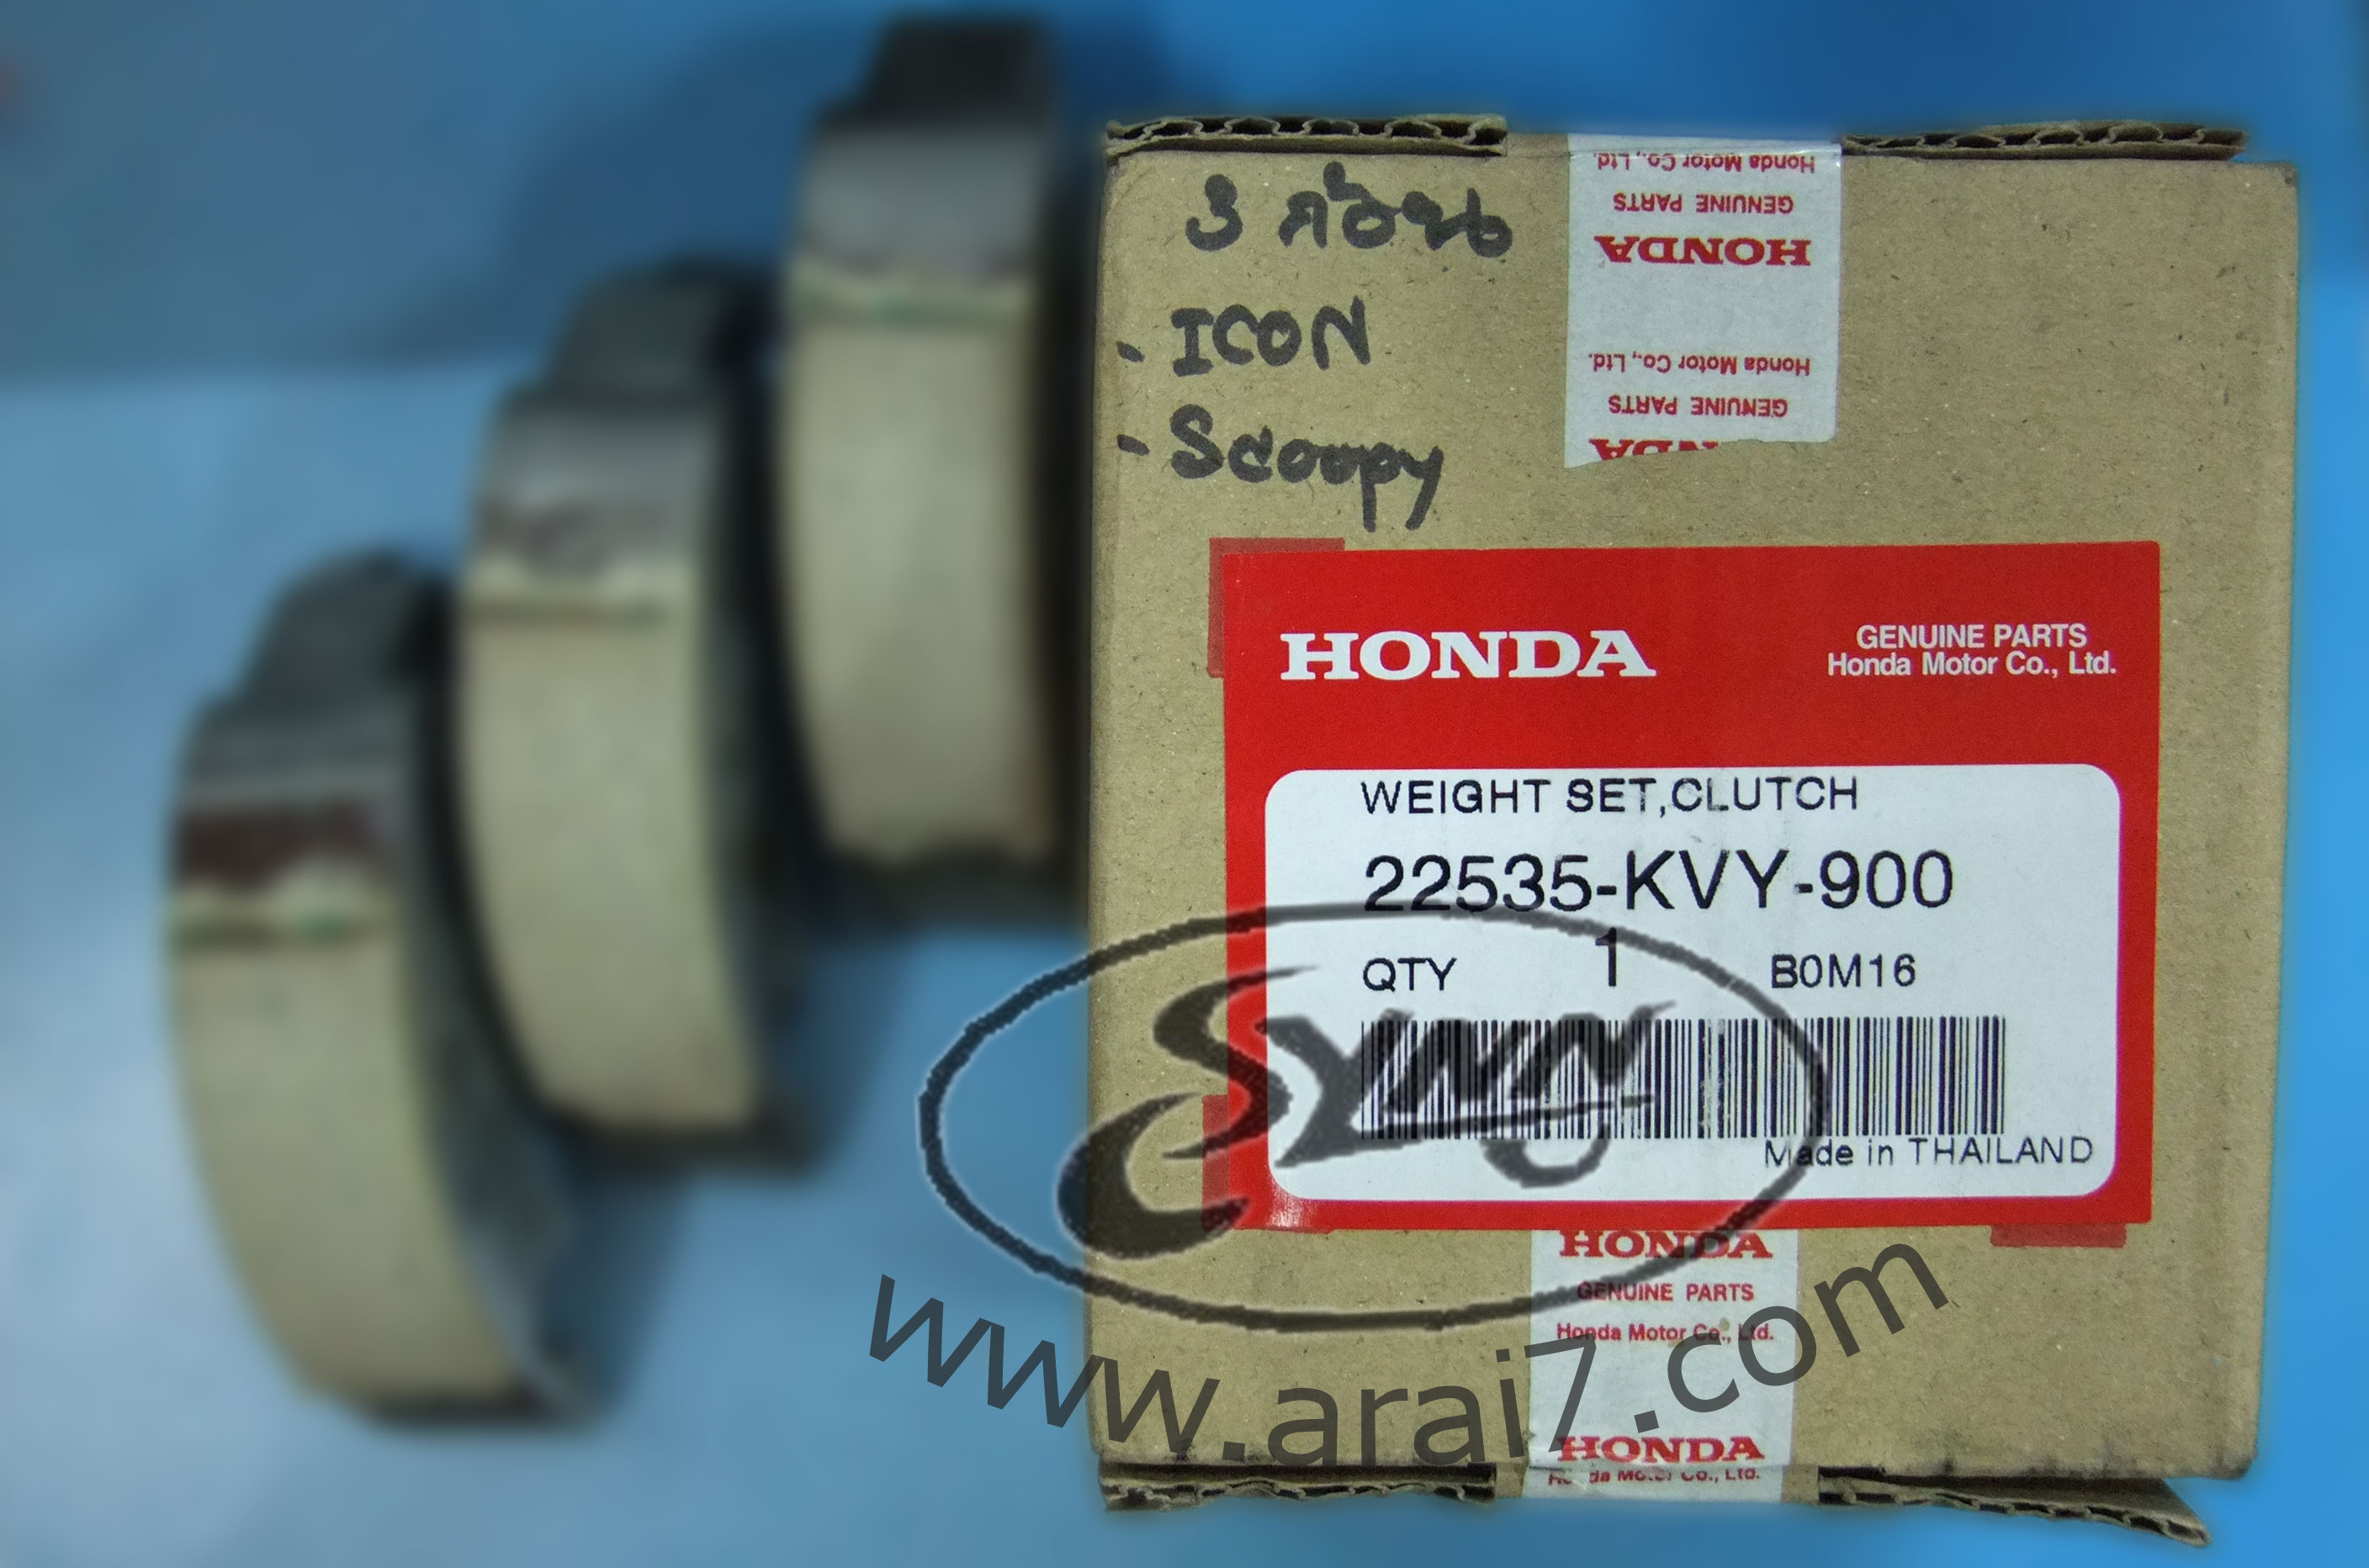 Honda Motor Co., Ltd.
GENUINE PARTS
HONDA
Honda Motor Co., Ltd.
GENUINE PARTS
3 ก้อน
- ICON
- Scoopy
HONDA
GENUINE PARTS
Honda Motor Co., Ltd.
WEIGHT SET,CLUTCH
22535-KVY-900
QTY 1 B0M16
Made in THAILAND
HONDA
GENUINE PARTS
Honda Motor Co., Ltd.
HONDA
www.arai7.com